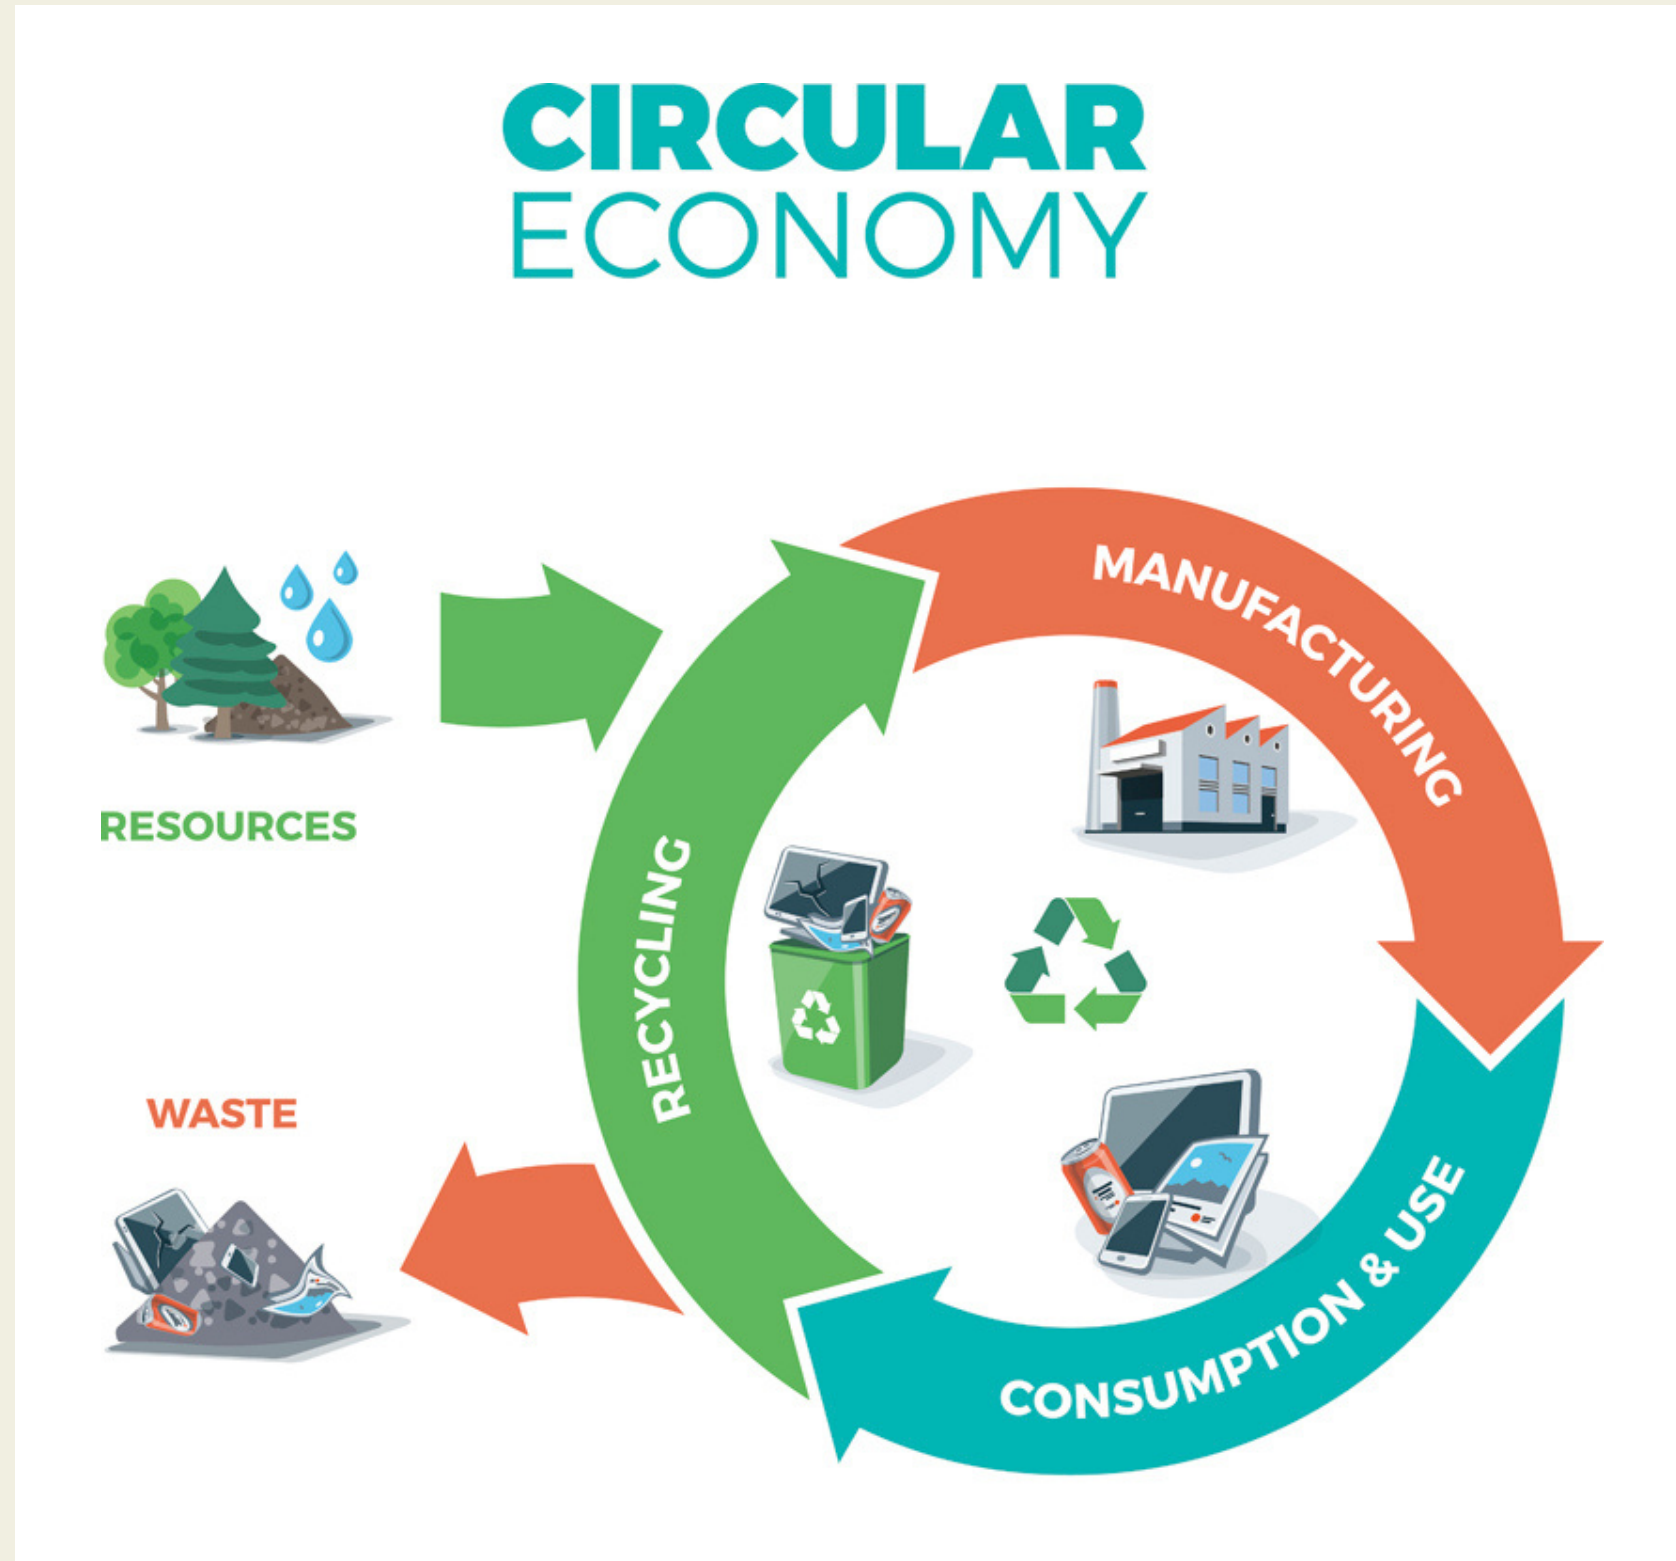 CIRCULAR
ECONOMY
MANUFACTURING
RESOURCES
RECYCLING
WASTE
CONSUMPTION & USE